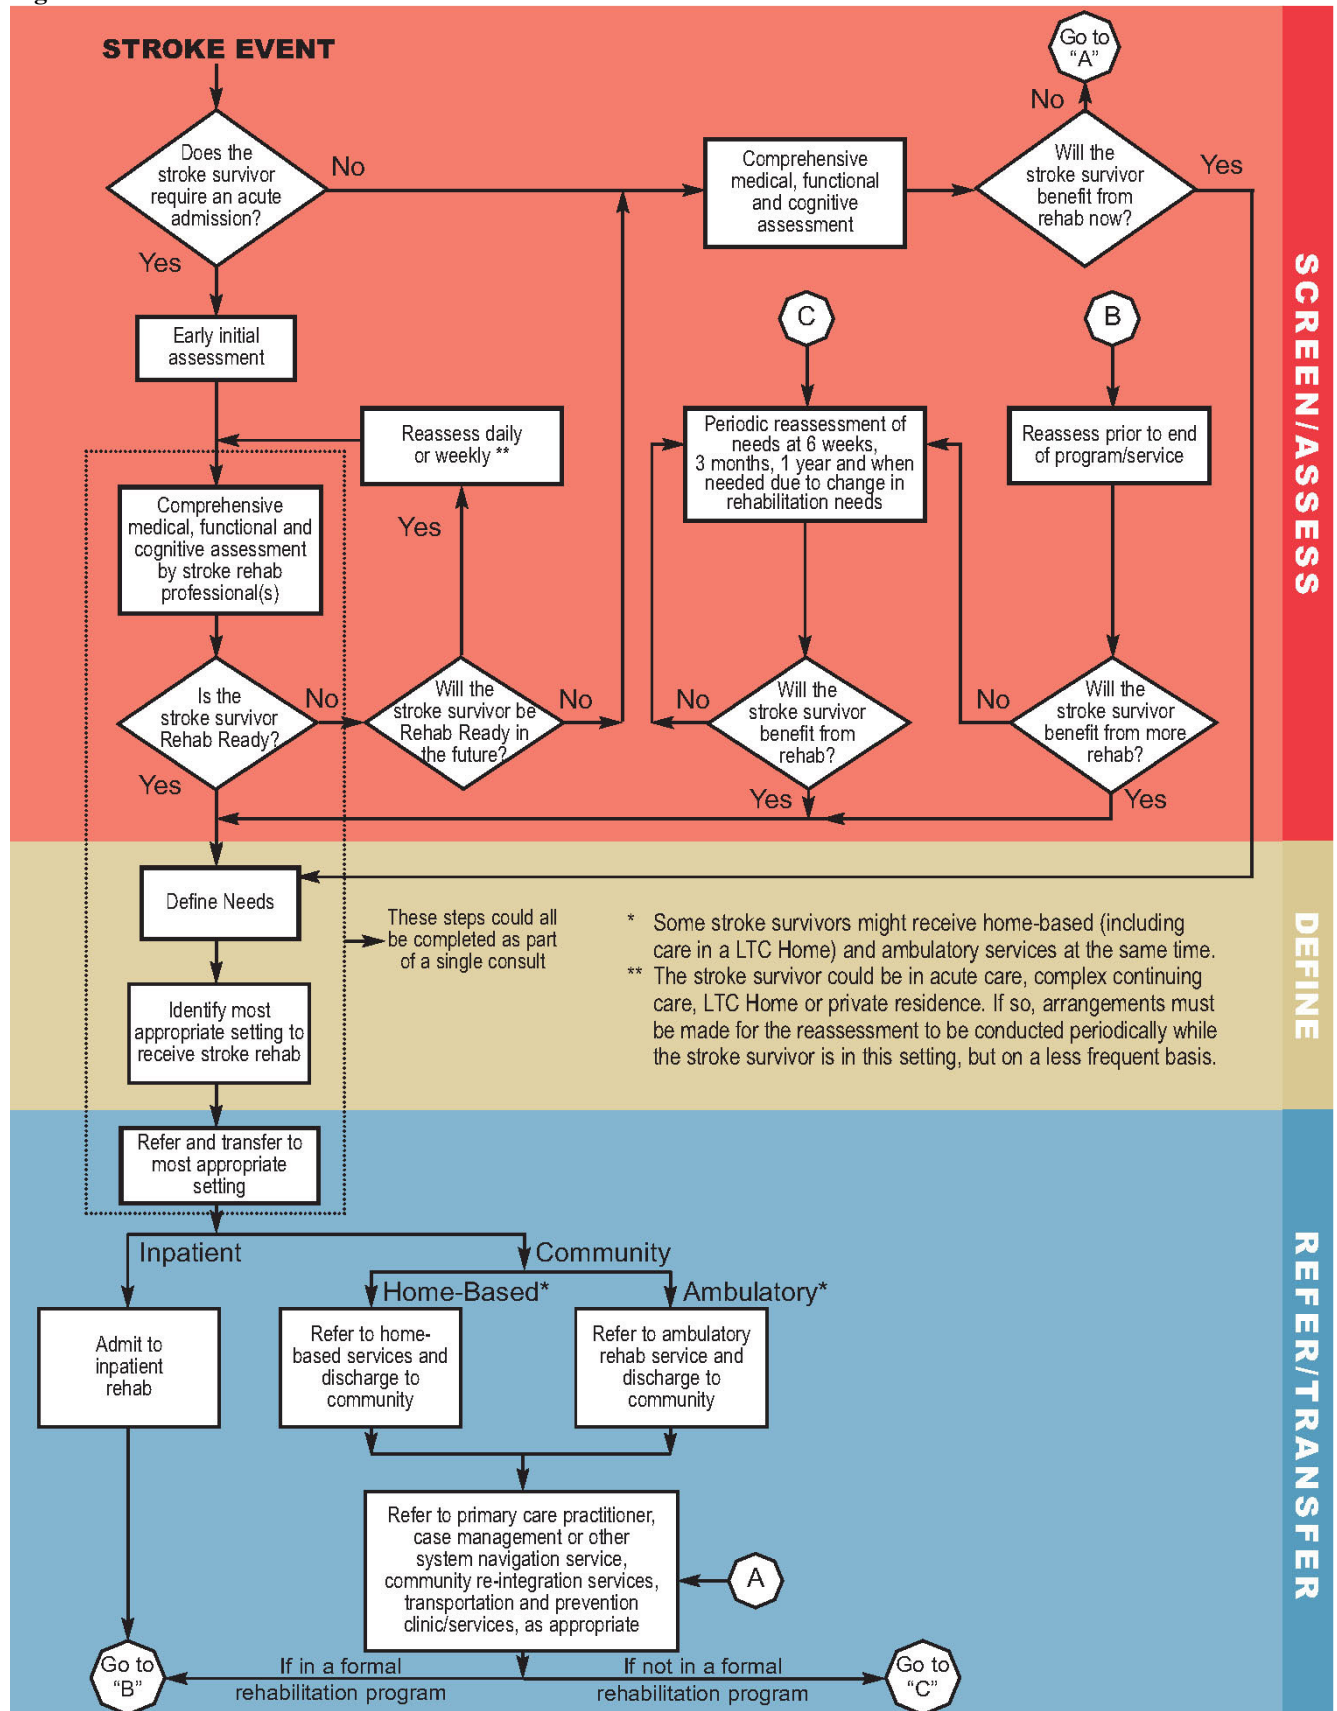 STROKE EVENT
Go to
“A”
No
Does the
stroke survivor
require an acute
admission?
No
Comprehensive
medical, functional
and cognitive
assessment
Will the
stroke survivor
benefit from
rehab now?
Yes
Yes
Early initial
assessment
C
B
Reassess daily
or weekly **
Periodic reassessment of
needs at 6 weeks,
3 months, 1 year and when
needed due to change in
rehabilitation needs
Reassess prior to end
of program/service
Comprehensive
medical, functional and
cognitive assessment
by stroke rehab
professional(s)
Yes
Is the
stroke survivor
Rehab Ready?
No
Will the
stroke survivor be
Rehab Ready in
the future?
No
No
Will the
stroke survivor
benefit from
rehab?
No
Will the
stroke survivor
benefit from more
rehab?
Yes
Yes
Yes
SCREEN/ASSESS
Define Needs
These steps could all
be completed as part
of a single consult
* Some stroke survivors might receive home-based (including
care in a LTC Home) and ambulatory services at the same time.
** The stroke survivor could be in acute care, complex continuing
care, LTC Home or private residence. If so, arrangements must
be made for the reassessment to be conducted periodically while
the stroke survivor is in this setting, but on a less frequent basis.
Identify most
appropriate setting to
receive stroke rehab
DEFINE
Refer and transfer to
most appropriate
setting
Inpatient
Community
Home-Based*
Ambulatory*
Admit to
inpatient
rehab
Refer to home-
based services and
discharge to
community
Refer to ambulatory
rehab service and
discharge to
community
Refer to primary care practitioner,
case management or other
system navigation service,
community re-integration services,
transportation and prevention
clinic/services, as appropriate
A
Go to
“B”
If in a formal
rehabilitation program
If not in a formal
rehabilitation program
Go to
“C”
REFER/TRANSFER